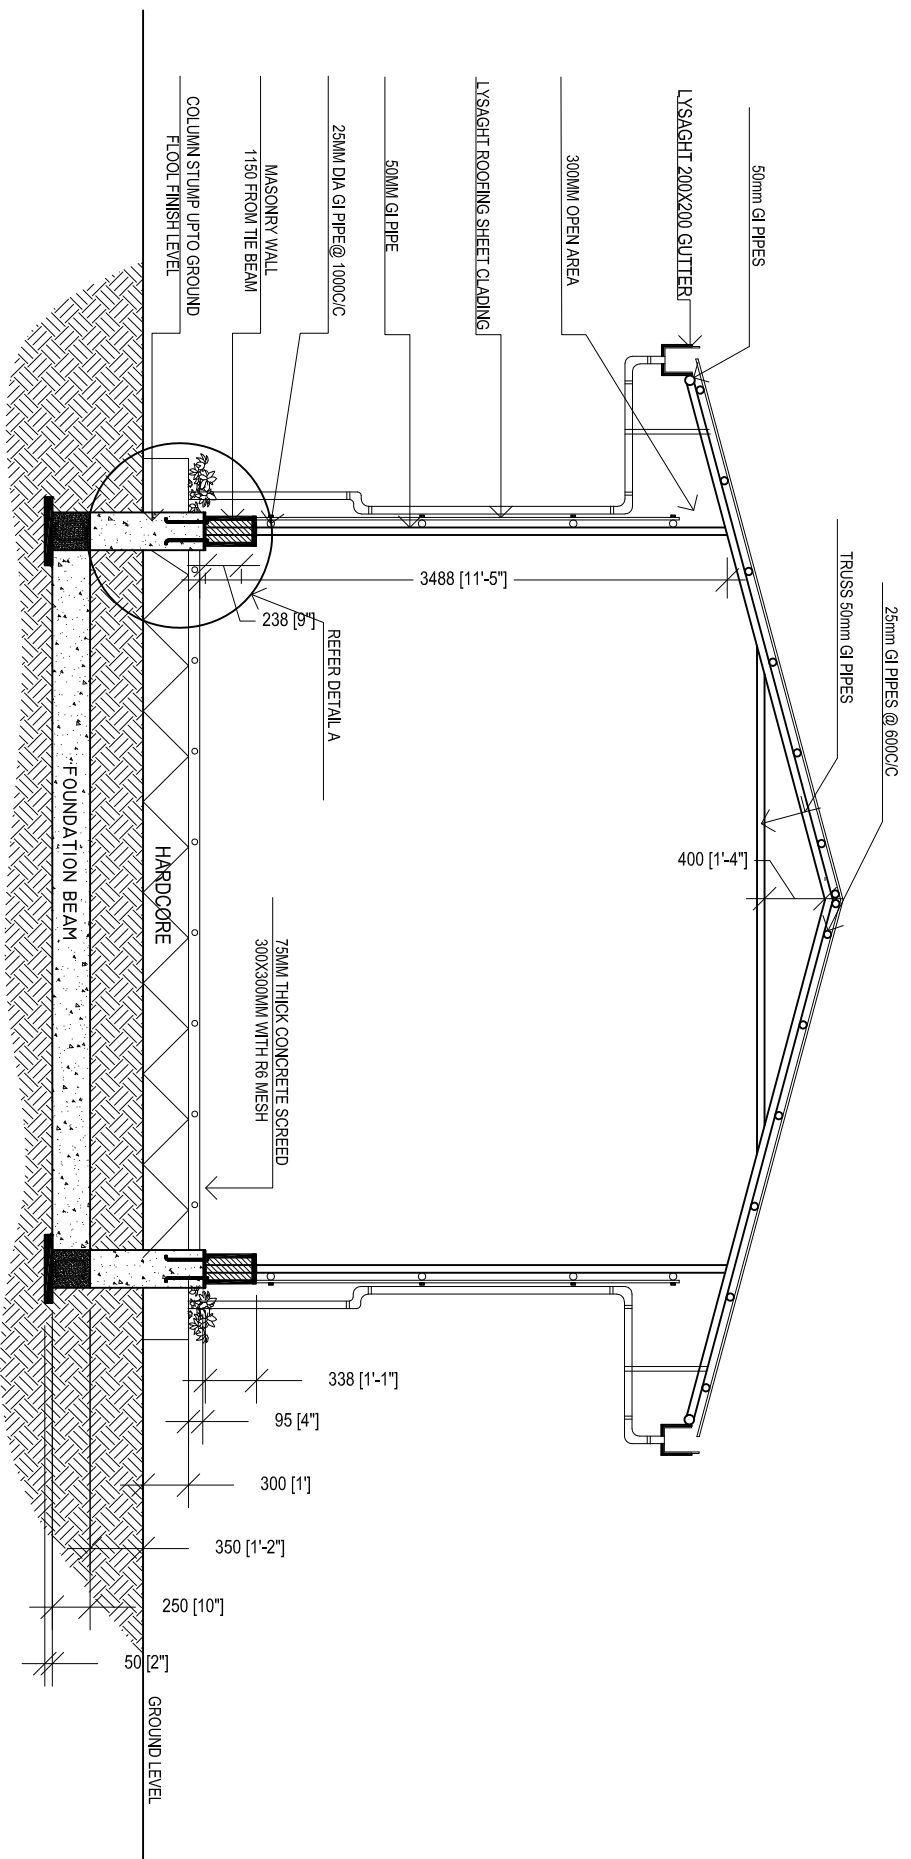 50mm GI PIPES
LYSAGHT 200X200 GUTTER
300MM OPEN AREA
LYSAGHT ROOFING SHEET CLADING
50MM GI PIPE
25MM DIA GI PIPE@ 1000C/C
MASONRY WALL
1150 FROM TIE BEAM
COLUMN STUMP UPTO GROUND
FLOOL FINISH LEVEL
25mm GI PIPES @ 600C/C
TRUSS 50mm GI PIPES
400 [1'-4"]
3488 [11'-5"]
238 [9"]
REFER DETAIL A
75MM THICK CONCRETE SCREED
300X300MM WITH R6 MESH
HARDCORE
FOUNDATION BEAM
338 [1'-1"]
95 [4"]
300 [1']
350 [1'-2"]
250 [10"]
50 [2"]
GROUND LEVEL